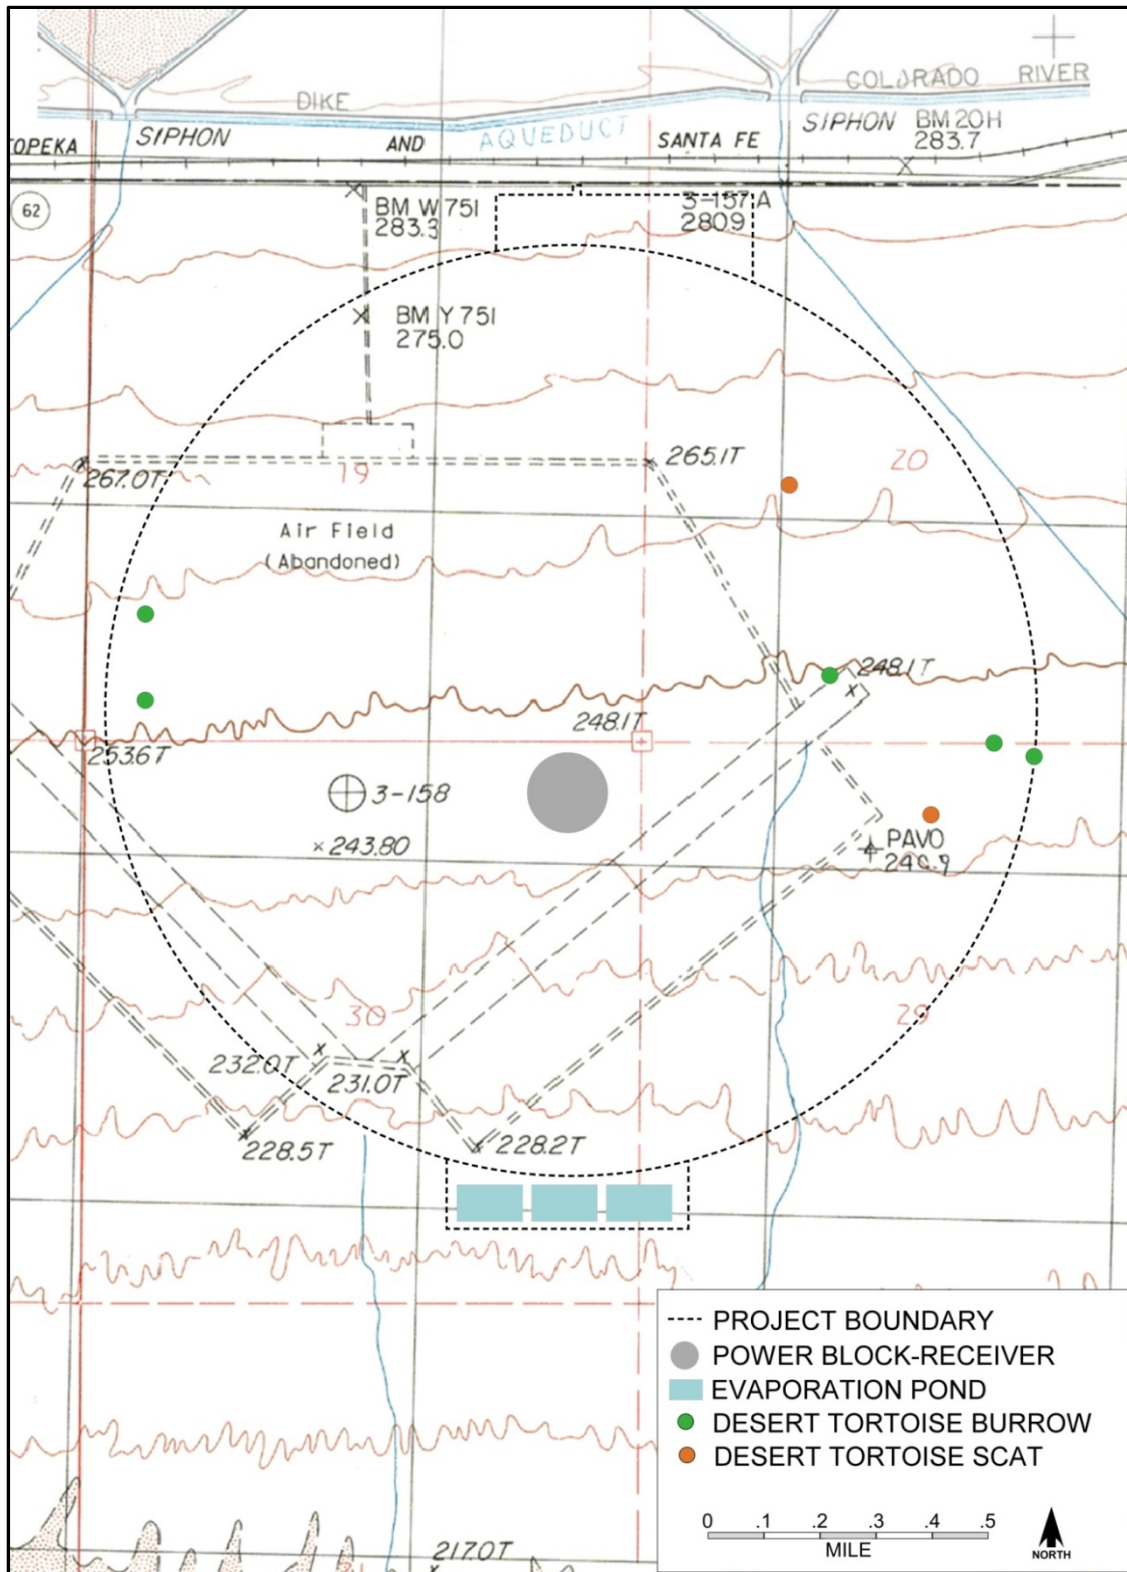 COLORADO RIVER
DIKE
AQUEDUCT
SIPHON
SIPHON
BM 20H
283.7
TOPEKA
AND
SANTA FE
62
BM W 751
283.3
3-157 A
280.9
BM Y 751
275.0
267.0T
19
265.1T
20
Air Field
(Abandoned)
248.1T
248.1T
253.6T
3-158
243.80
PAVO
240.9
30
29
232.0T
231.0T
228.5T
228.2T
PROJECT BOUNDARY
POWER BLOCK-RECEIVER
EVAPORATION POND
DESERT TORTOISE BURROW
DESERT TORTOISE SCAT
0 .1 .2 .3 .4 .5
MILE
NORTH
217.0T